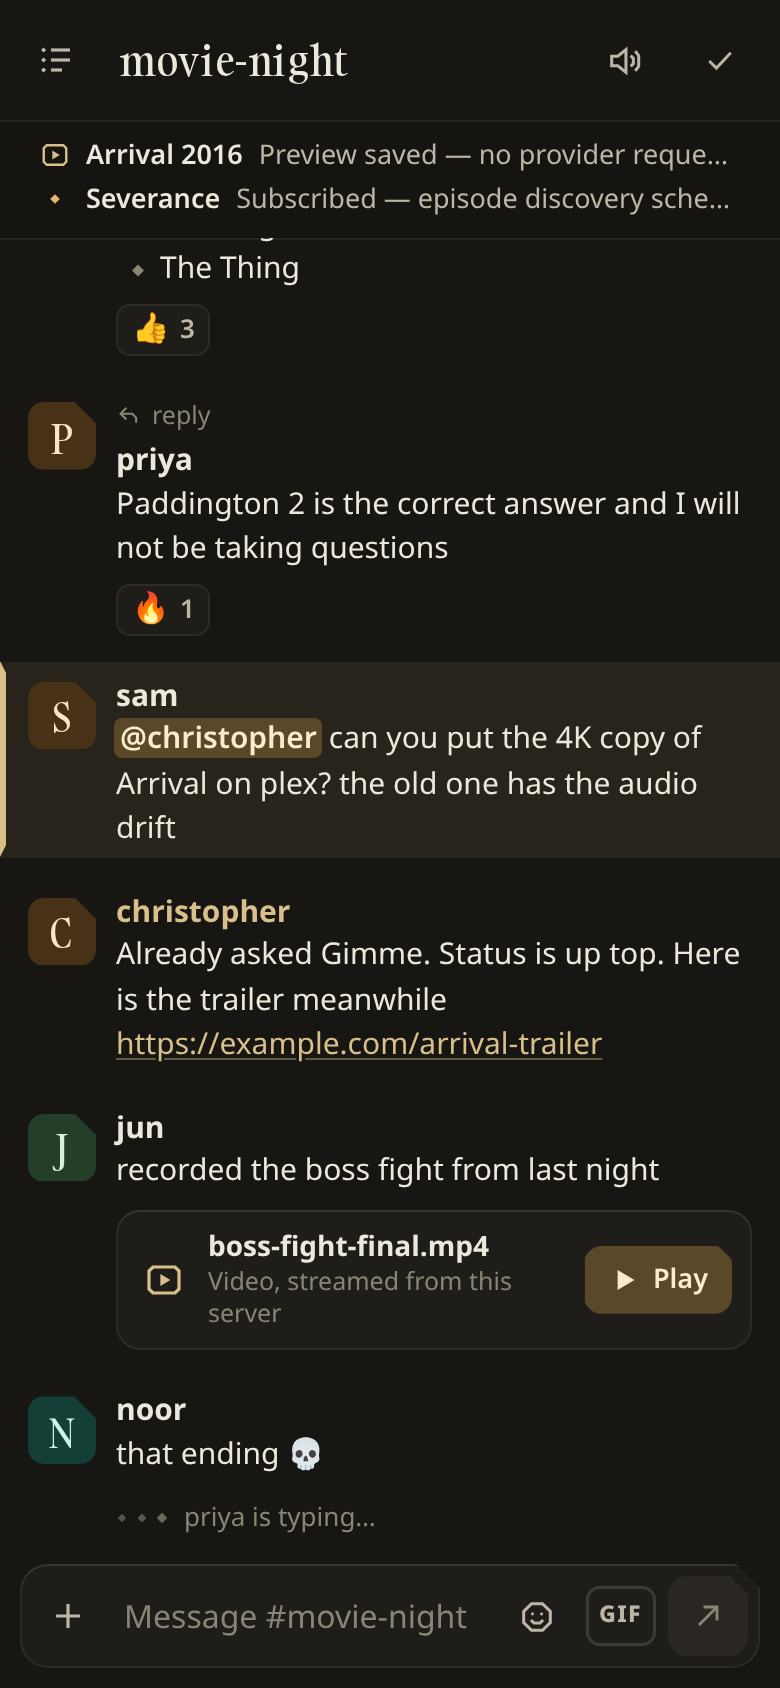 movie-night
Arrival 2016 Preview saved — no provider reque...
Severance Subscribed — episode discovery sche...
The Thing
👍 3
reply
P
priya
Paddington 2 is the correct answer and I will
not be taking questions
🔥 1
S
sam
@christopher can you put the 4K copy of
Arrival on plex? the old one has the audio
drift
C
christopher
Already asked Gimme. Status is up top. Here
is the trailer meanwhile
https://example.com/arrival-trailer
J
jun
recorded the boss fight from last night
boss-fight-final.mp4
Video, streamed from this
server
Play
N
noor
that ending 💀
priya is typing...
Message #movie-night
GIF